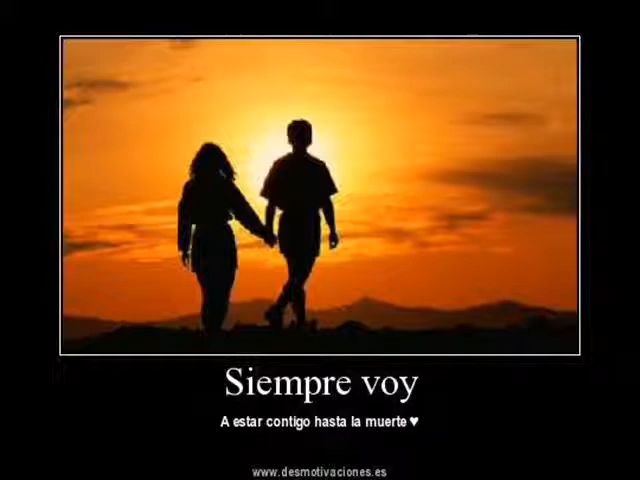 Siempre voy
A estar contigo hasta la muerte ♥
www.desmotivaciones.es